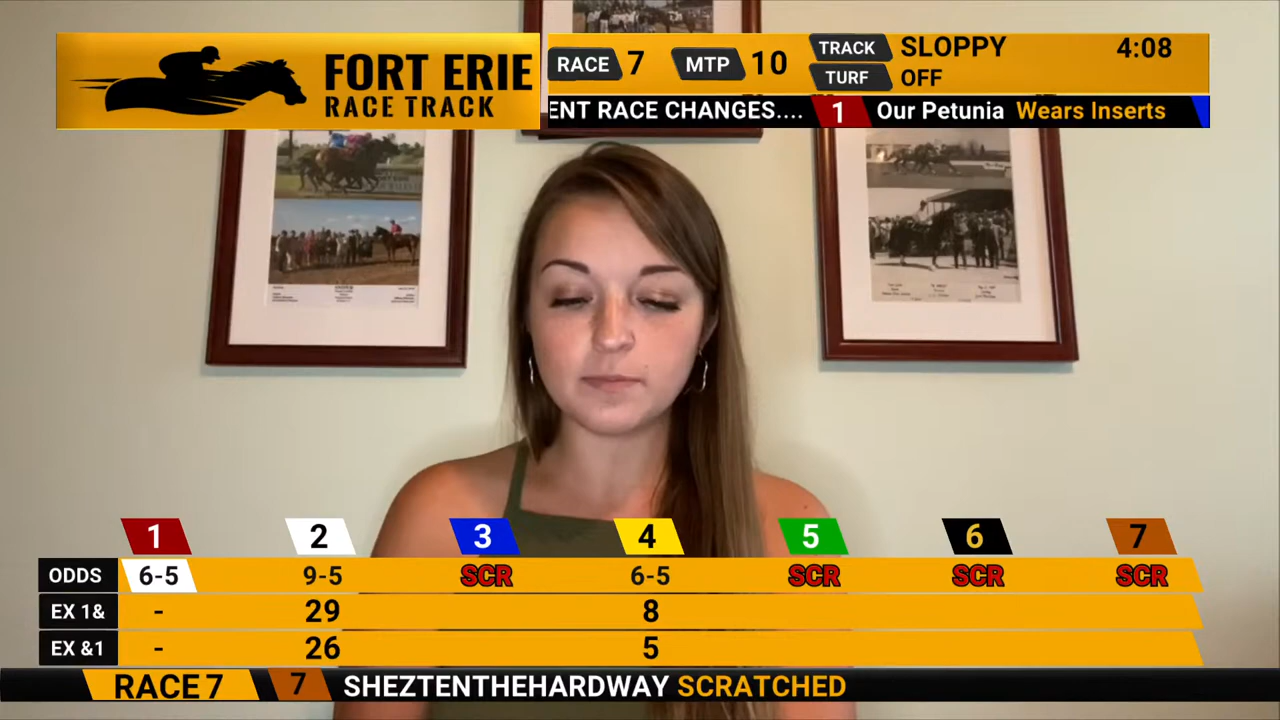 FORT ERIE
RACE TRACK
RACE 7 MTP 10 TRACK SLOPPY 4:08
TURF OFF
ENT RACE CHANGES.... 1 Our Petunia Wears Inserts
1 2 3 4 5 6 7
ODDS 6-5 9-5 SCR 6-5 SCR SCR SCR
EX 1& - 29 8
EX &1 - 26 5
RACE 7 7 SHEZTENTHEHARDWAY SCRATCHED